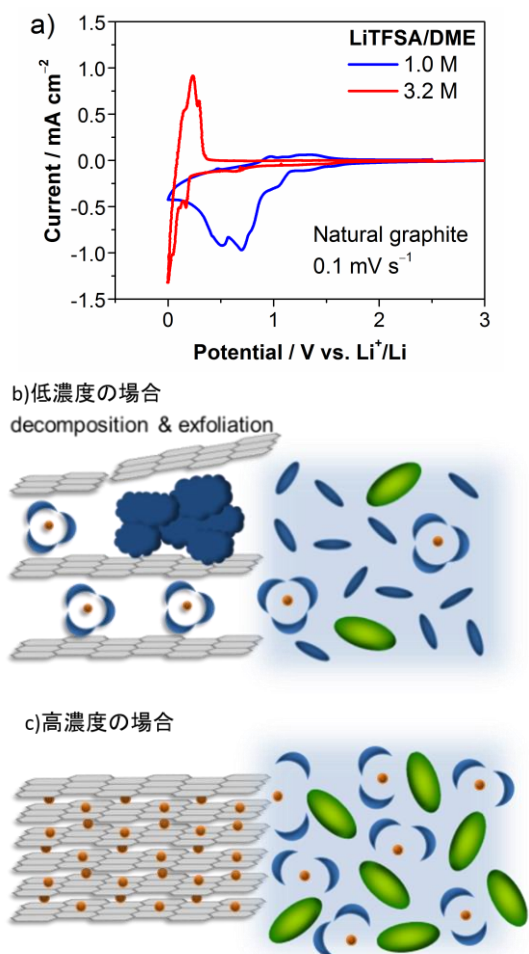 a)
LiTFSA/DME
1.0 M
3.2 M
Natural graphite
0.1 mV s⁻¹
Current / mA cm⁻²
1.0
0.5
0.0
-0.5
-1.0
-1.5
0
1
2
3
Potential / V vs. Li⁺/Li
b)低濃度の場合
decomposition & exfoliation
c)高濃度の場合